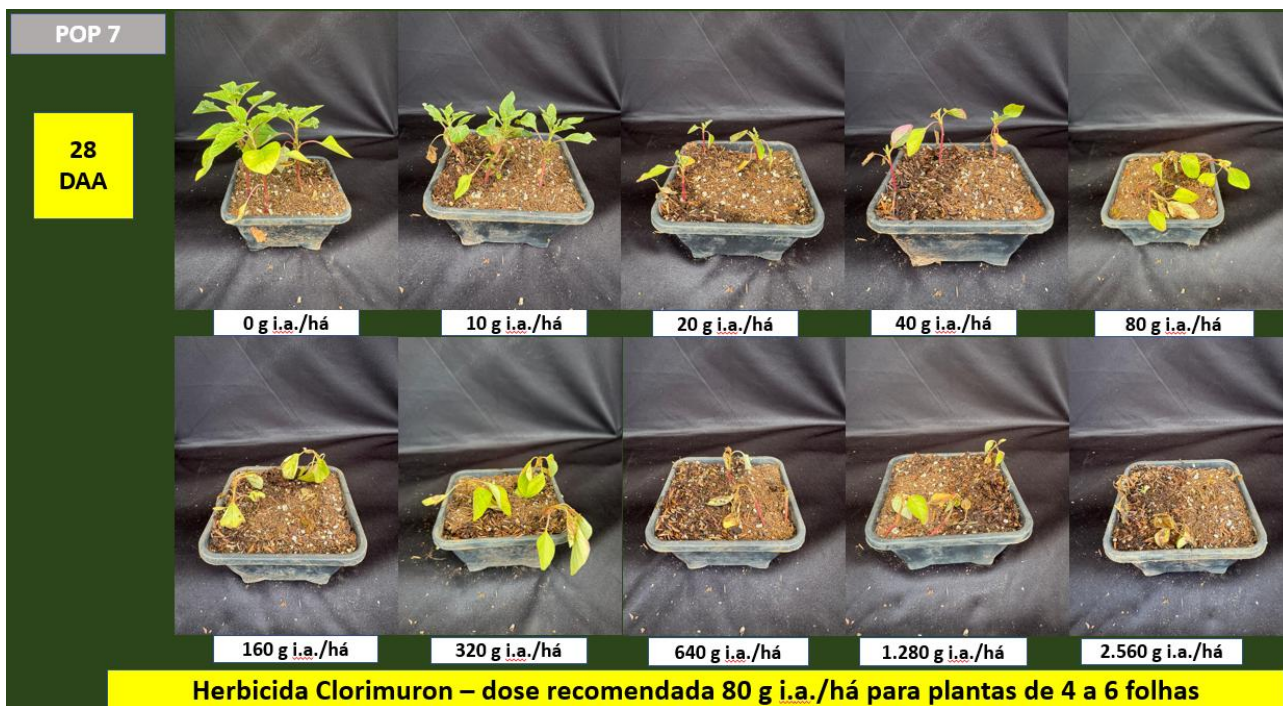 POP 7
28
DAA
0 g i.a./há
10 g i.a./há
20 g i.a./há
40 g i.a./há
80 g i.a./há
160 g i.a./há
320 g i.a./há
640 g i.a./há
1.280 g i.a./há
2.560 g i.a./há
Herbicida Clorimuron – dose recomendada 80 g i.a./há para plantas de 4 a 6 folhas